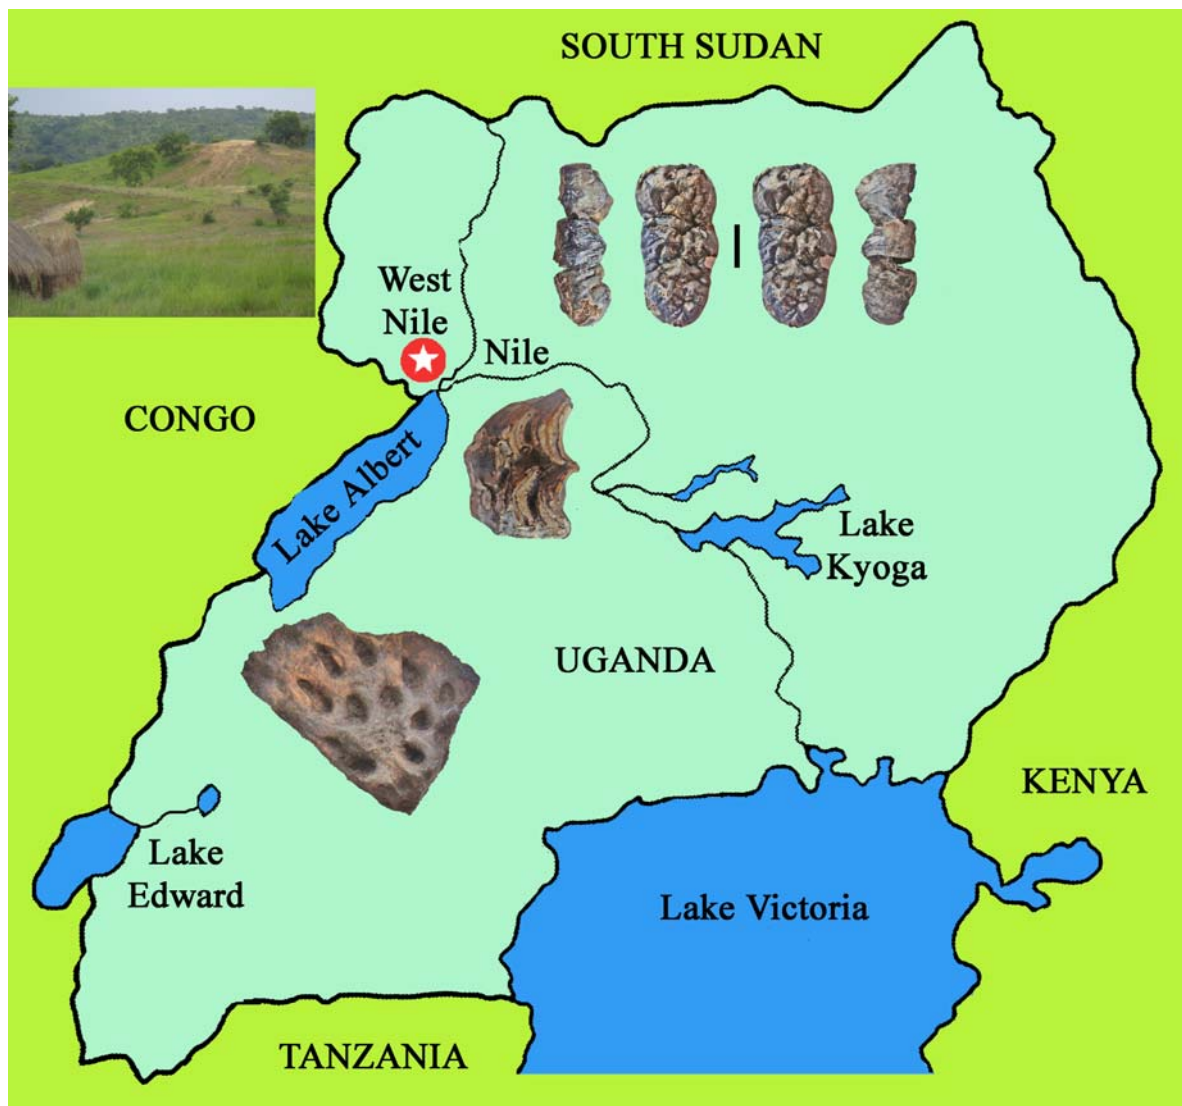 SOUTH SUDAN
West
Nile
Nile
CONGO
Lake Albert
Lake
Kyoga
UGANDA
KENYA
Lake
Edward
Lake Victoria
TANZANIA